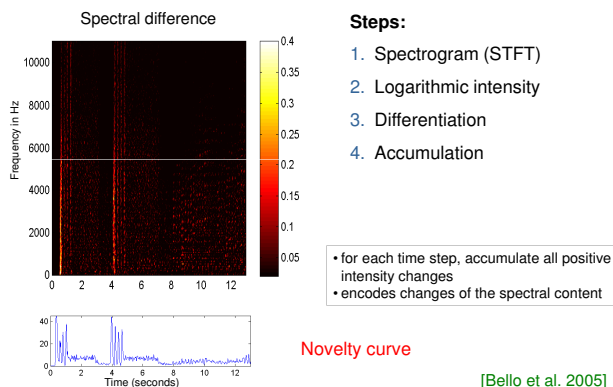 Spectral difference
Frequency in Hz
10000
8000
6000
4000
2000
0
0 2 4 6 8 10 12
0.4
0.35
0.3
0.25
0.2
0.15
0.1
0.05
Steps:
1. Spectrogram (STFT)
2. Logarithmic intensity
3. Differentiation
4. Accumulation
• for each time step, accumulate all positive
intensity changes
• encodes changes of the spectral content
40
20
0
0 2 4 6 8 10 12
Time (seconds)
Novelty curve
[Bello et al. 2005]